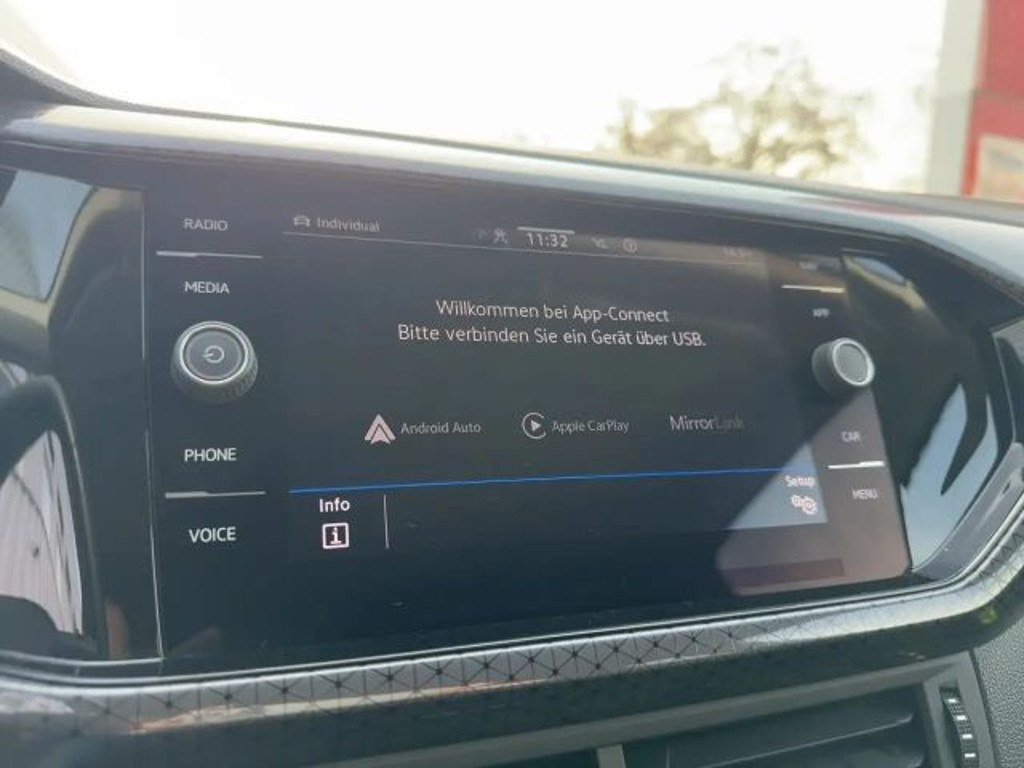 RADIO
MEDIA
PHONE
VOICE
Individual
11:32
Willkommen bei App-Connect
Bitte verbinden Sie ein Gerät über USB.
Android Auto
Apple CarPlay
MirrorLink
Info
i
Setup
APP
CAR
MENU